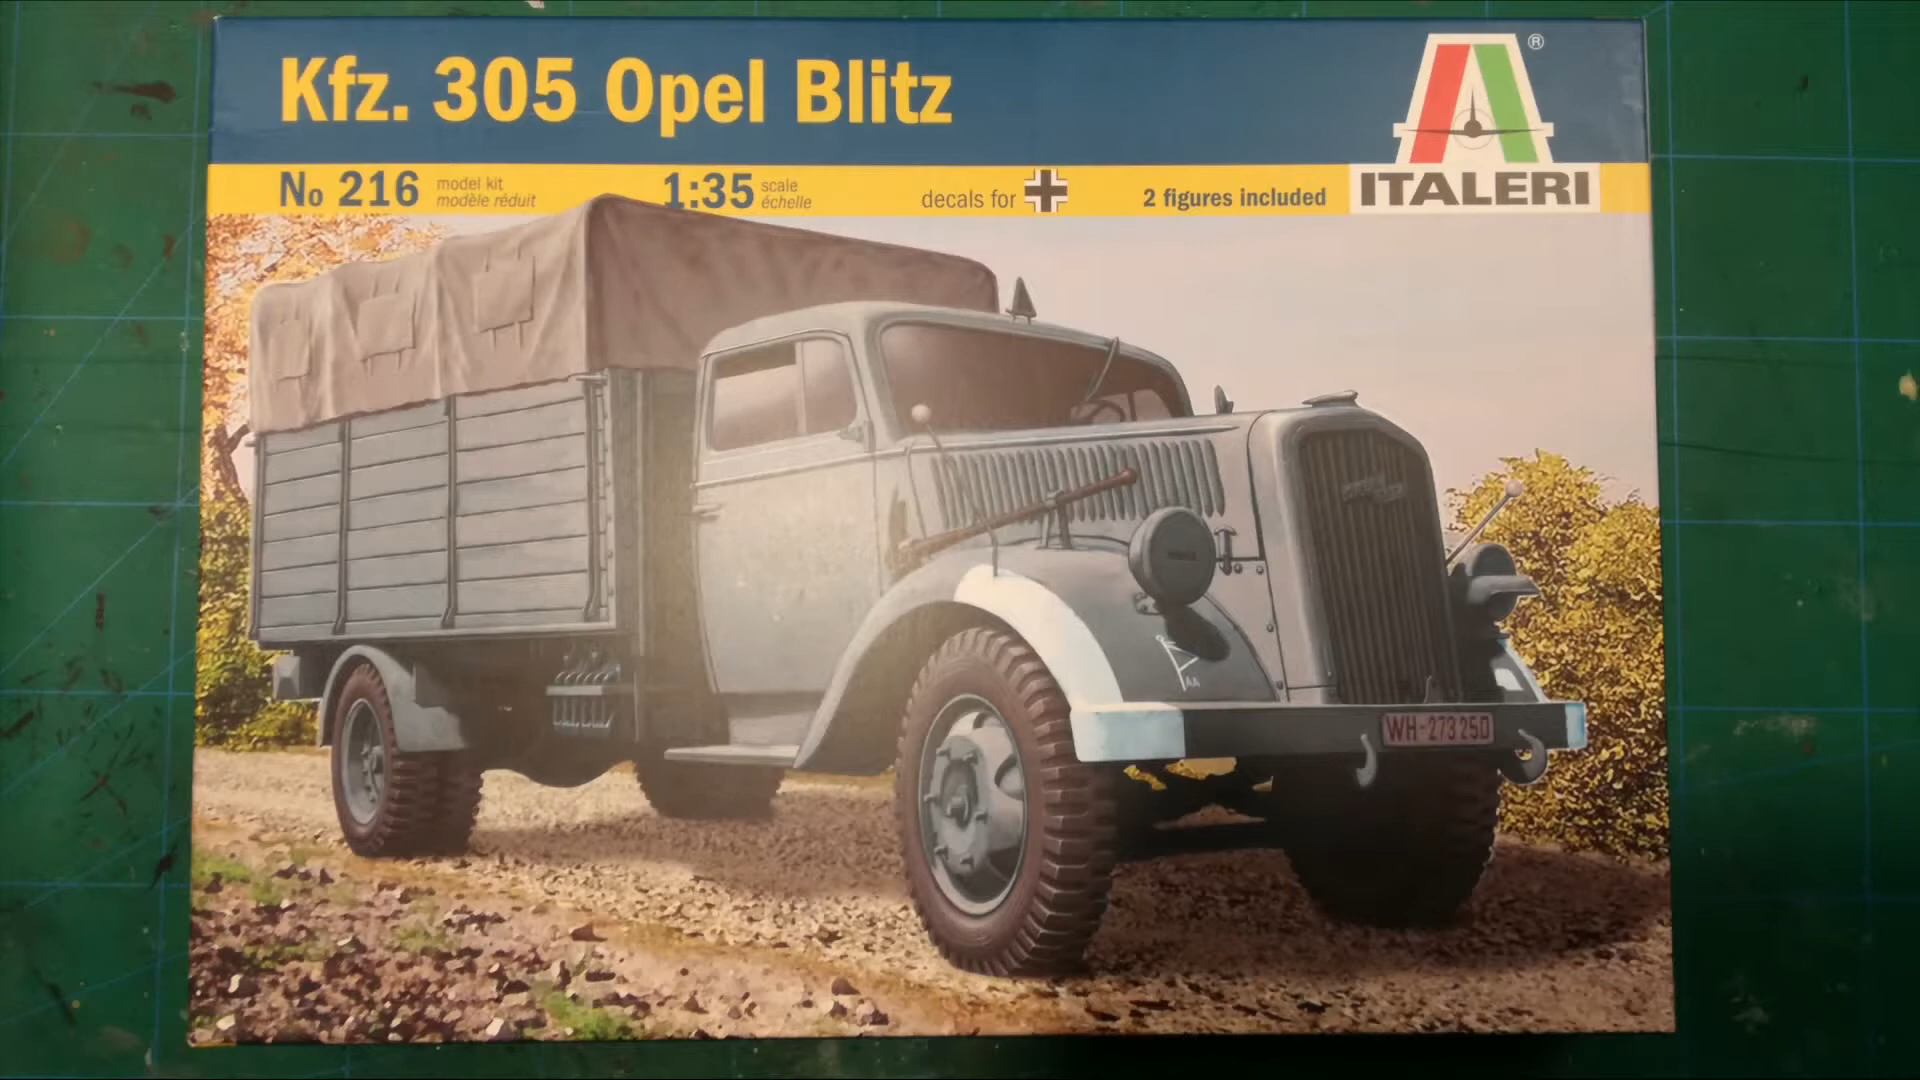 Kfz. 305 Opel Blitz
®
No 216 model kit
modèle réduit
1:35 scale
échelle
decals for
2 figures included
ITALERI
AA
WH-273250